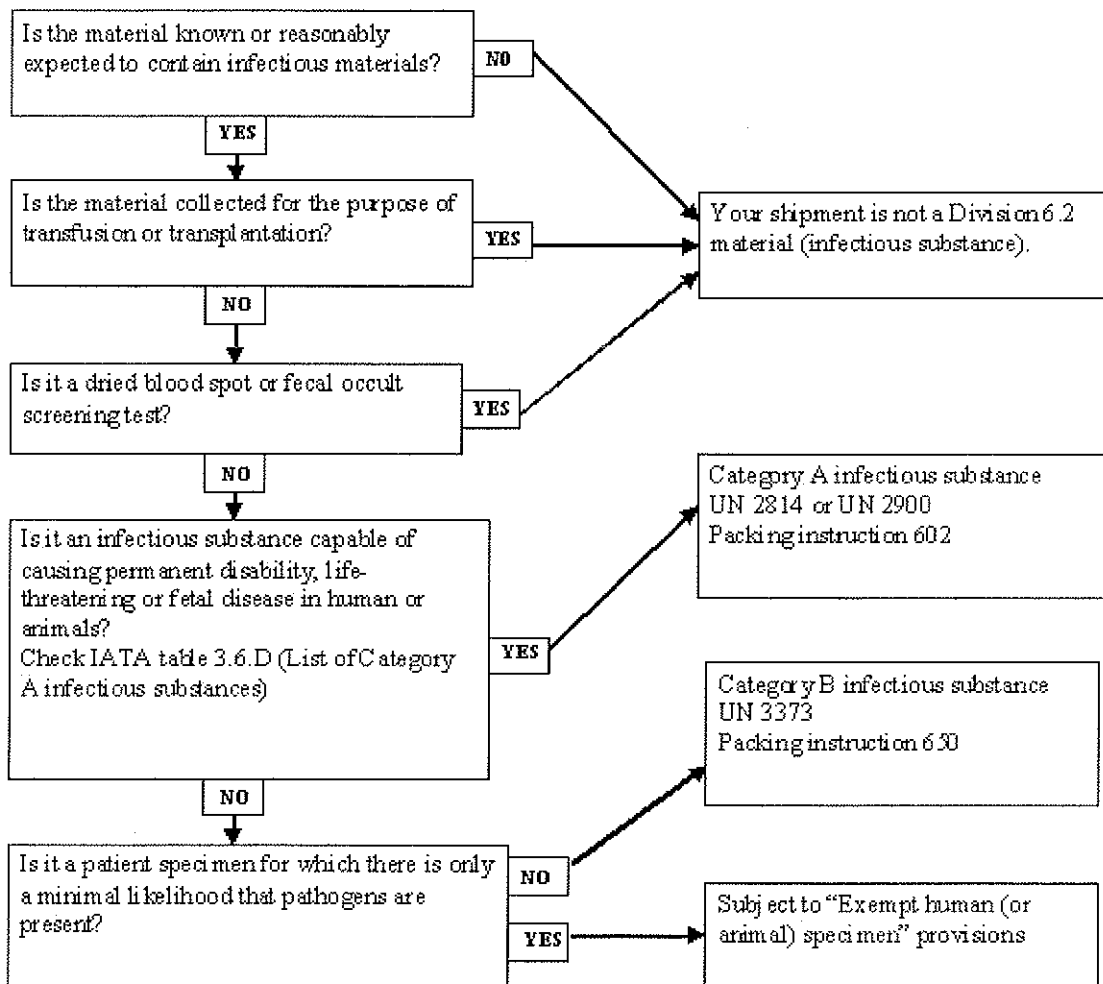 Is the material known or reasonably
expected to contain infectious materials?
NO
YES
Is the material collected for the purpose of
transfusion or transplantation?
YES
Your shipment is not a Division 6.2
material (infectious substance).
NO
Is it a dried blood spot or fecal occult
screening test?
YES
NO
Category A infectious substance
UN 2814 or UN 2900
Packing instruction 602
Is it an infectious substance capable of
causing permanent disability, life-
threatening or fetal disease in human or
animals?
Check IATA table 3.6.D (List of Category
A infectious substances)
YES
Category B infectious substance
UN 3373
Packing instruction 650
NO
Is it a patient specimen for which there is only
a minimal likelihood that pathogens are
present?
NO
YES
Subject to “Exempt human (or
animal) specimen” provisions